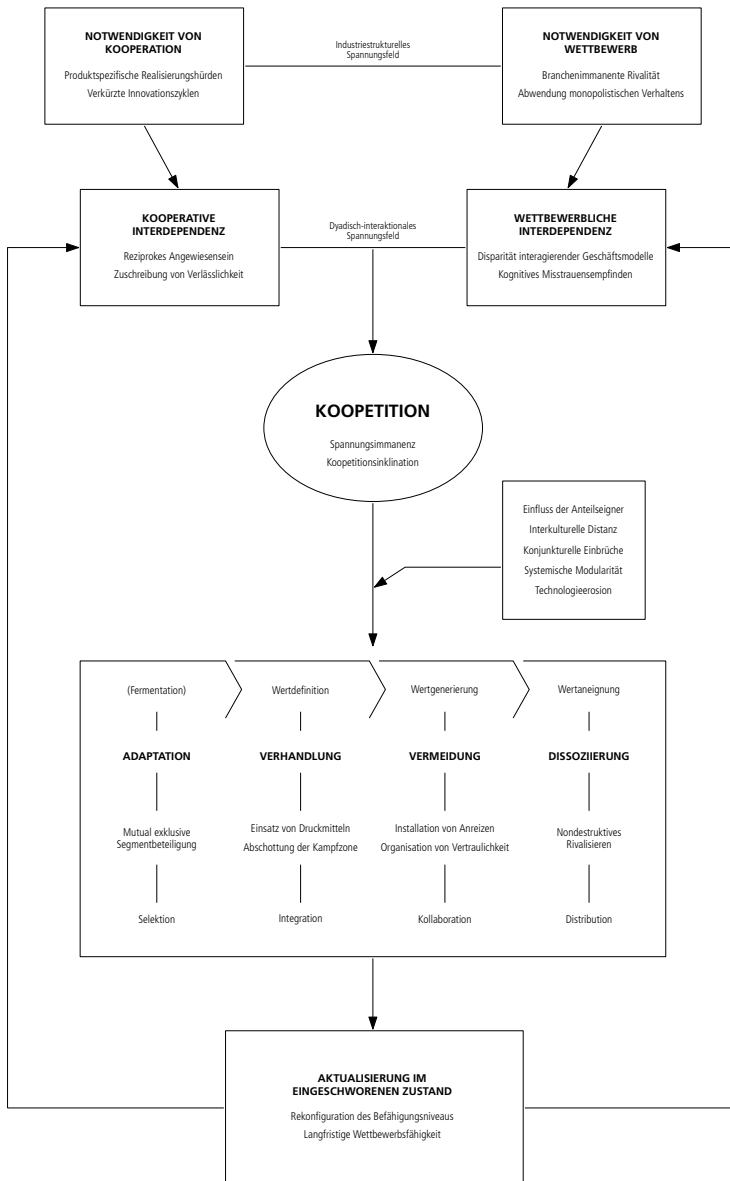 NOTWENDIGKEIT VON
KOOPERATION
Produktspezifische Realisierungshürden
Verkürzte Innovationszyklen
Industriestrukturelles
Spannungsfeld
NOTWENDIGKEIT VON
WETTBEWERB
Branchenimmanente Rivalität
Abwendung monopolistischen Verhaltens
KOOPERATIVE
INTERDEPENDENZ
Reziprokes Angewiesensein
Zuschreibung von Verlässlichkeit
Dyadisch-interaktionales
Spannungsfeld
WETTBEWERBLICHE
INTERDEPENDENZ
Disparität interagierender Geschäftsmodelle
Kognitives Misstrauensempfinden
KOOPETITION
Spannungsimmanenz
Koopetitionsinklination
Einfluss der Anteilseigner
Interkulturelle Distanz
Konjunkturelle Einbrüche
Systemische Modularität
Technologieerosion
(Fermentation)
ADAPTATION
Mutual exklusive
Segmentbeteiligung
Selektion
Wertdefinition
VERHANDLUNG
Einsatz von Druckmitteln
Abschottung der Kampfzone
Integration
Wertgenerierung
VERMEIDUNG
Installation von Anreizen
Organisation von Vertraulichkeit
Kollaboration
Wertaneignung
DISSOZIIERUNG
Nondestruktives
Rivalisieren
Distribution
AKTUALISIERUNG IM
EINGESCHWORENEN ZUSTAND
Rekonfiguration des Befähigungsniveaus
Langfristige Wettbewerbsfähigkeit